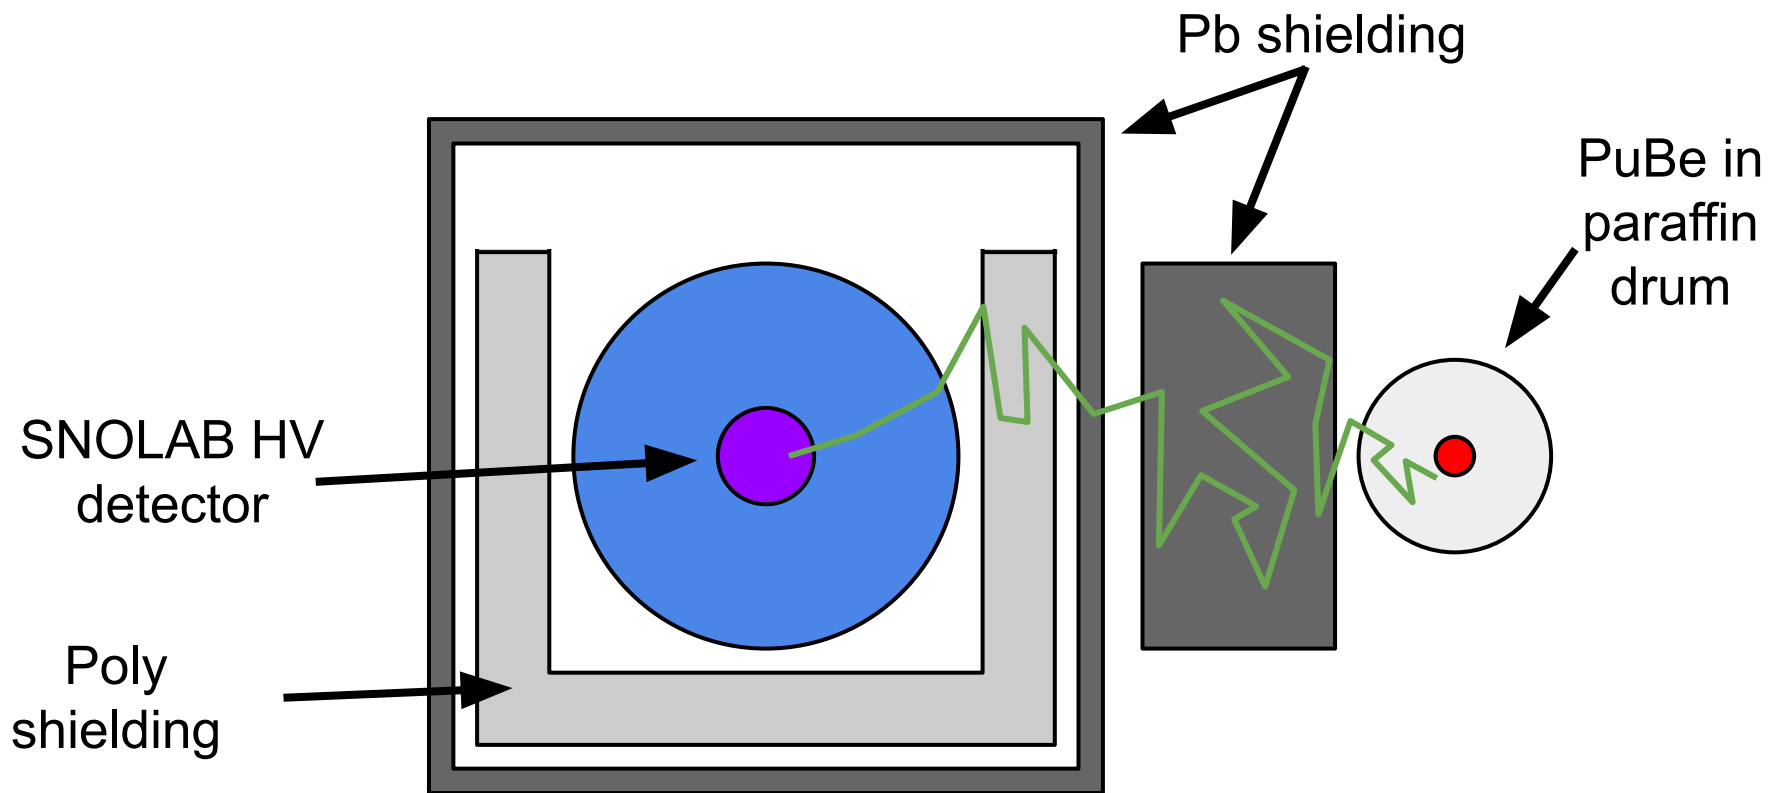 Pb shielding
PuBe in
paraffin
drum
SNOLAB HV
detector
Poly
shielding